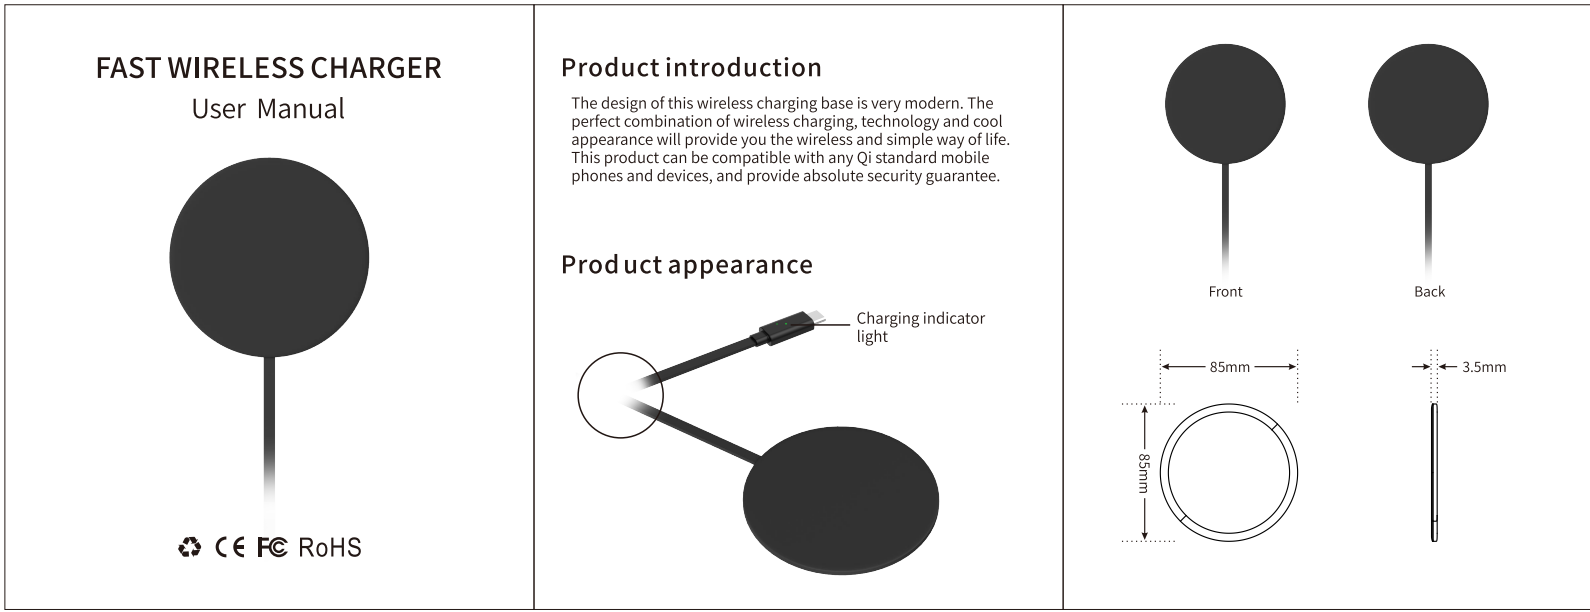 FAST WIRELESS CHARGER
User Manual
CE FC RoHS
Product introduction
The design of this wireless charging base is very modern. The
perfect combination of wireless charging, technology and cool
appearance will provide you the wireless and simple way of life.
This product can be compatible with any Qi standard mobile
phones and devices, and provide absolute security guarantee.
Product appearance
Charging indicator
light
Front
Back
85mm
3.5mm
85mm